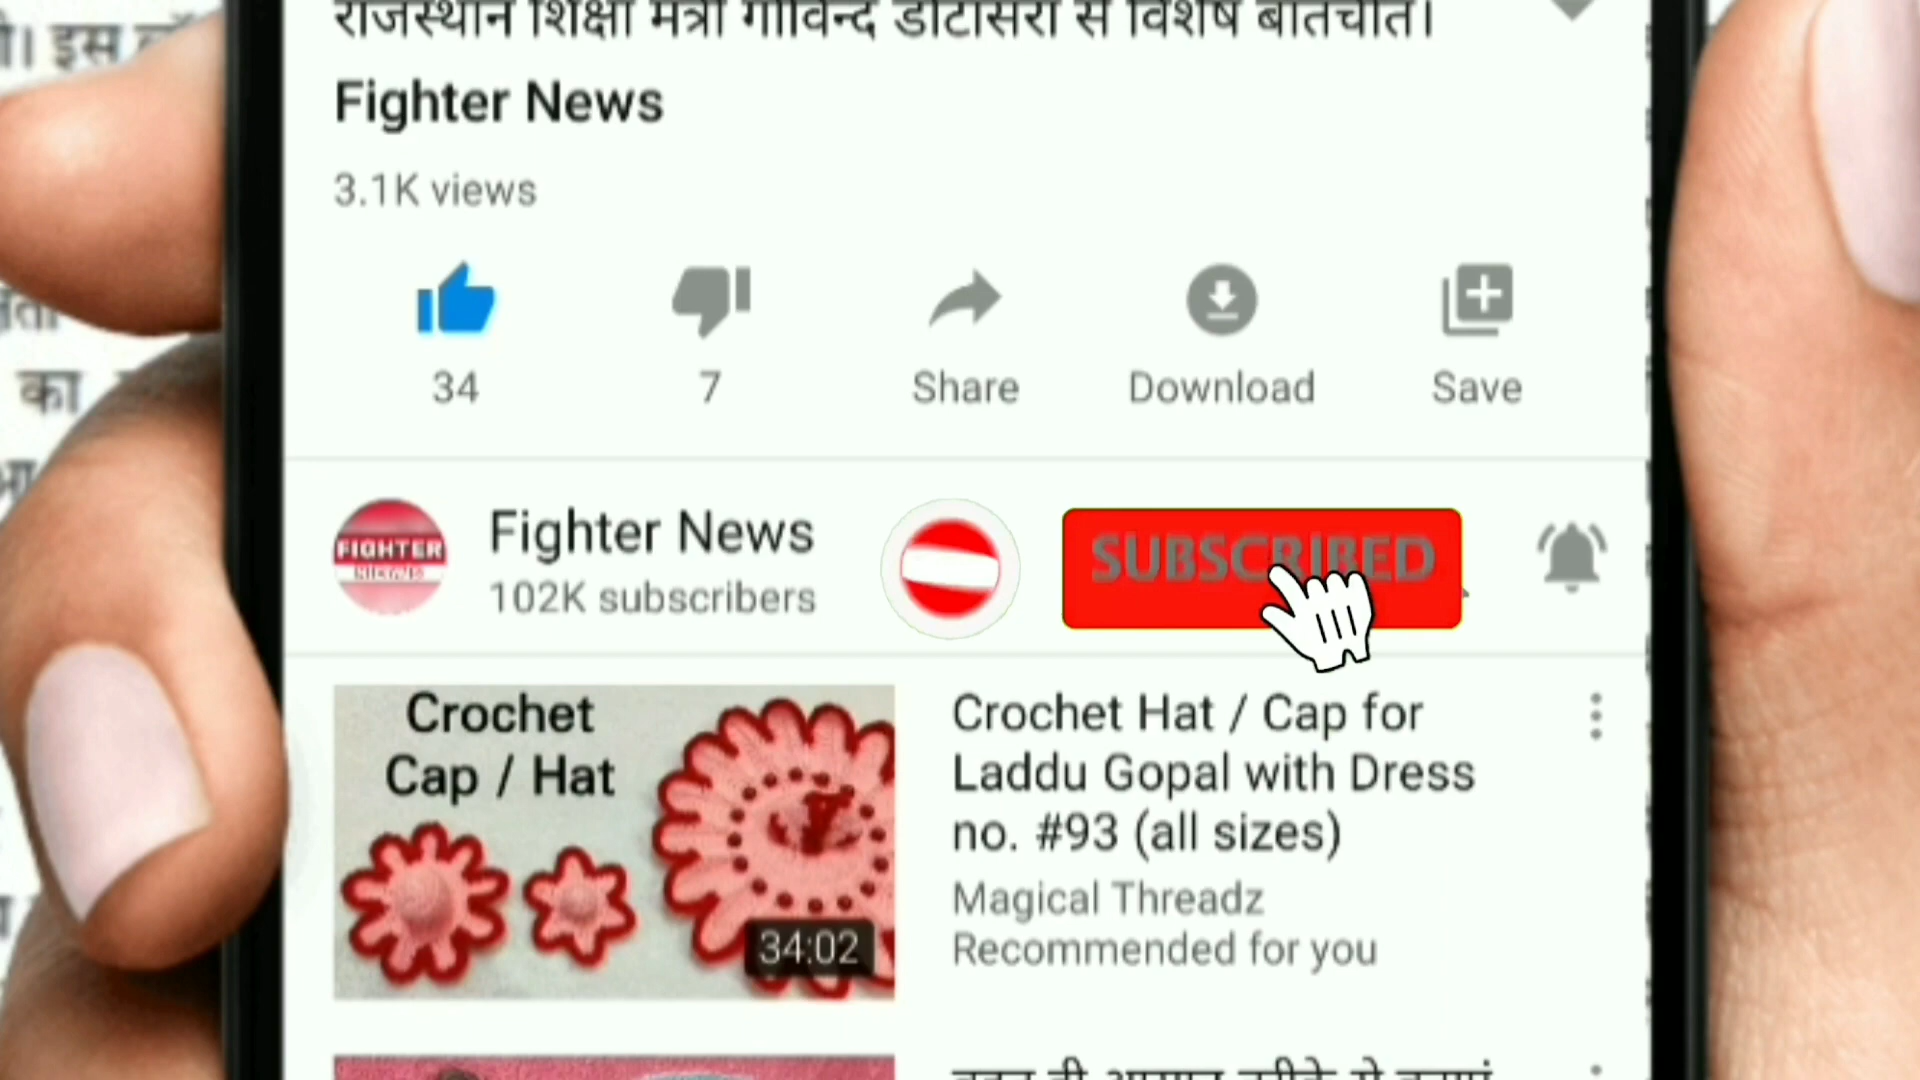 राजस्थान शिक्षा मंत्री गोविन्द डोटासरा से विशेष बातचीत।
Fighter News
3.1K views
34
7
Share
Download
Save
Fighter News
102K subscribers
FIGHTER
SUBSCRIBED
Crochet
Cap / Hat
34:02
Crochet Hat / Cap for
Laddu Gopal with Dress
no. #93 (all sizes)
Magical Threadz
Recommended for you
इस
का